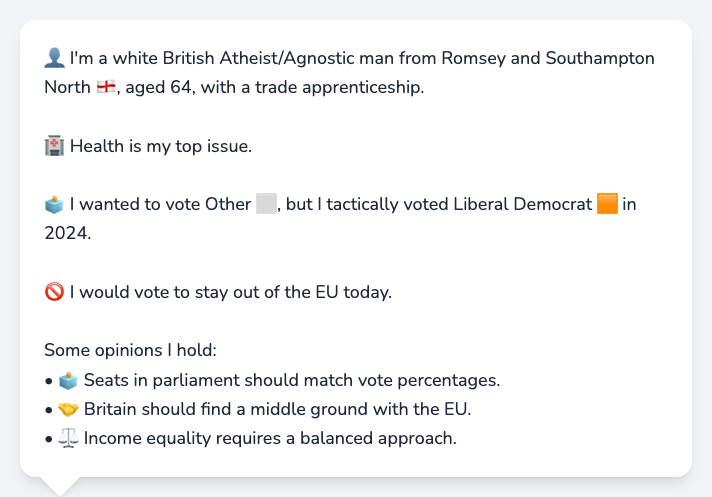 👤 I'm a white British Atheist/Agnostic man from Romsey and Southampton
North 🏴󠁧󠁢󠁥󠁮󠁧󠁿, aged 64, with a trade apprenticeship.
🏥 Health is my top issue.
🗳️ I wanted to vote Other ⬜, but I tactically voted Liberal Democrat 🟧 in
2024.
🚫 I would vote to stay out of the EU today.
Some opinions I hold:
• 🗳️ Seats in parliament should match vote percentages.
• 🤝 Britain should find a middle ground with the EU.
• ⚖️ Income equality requires a balanced approach.